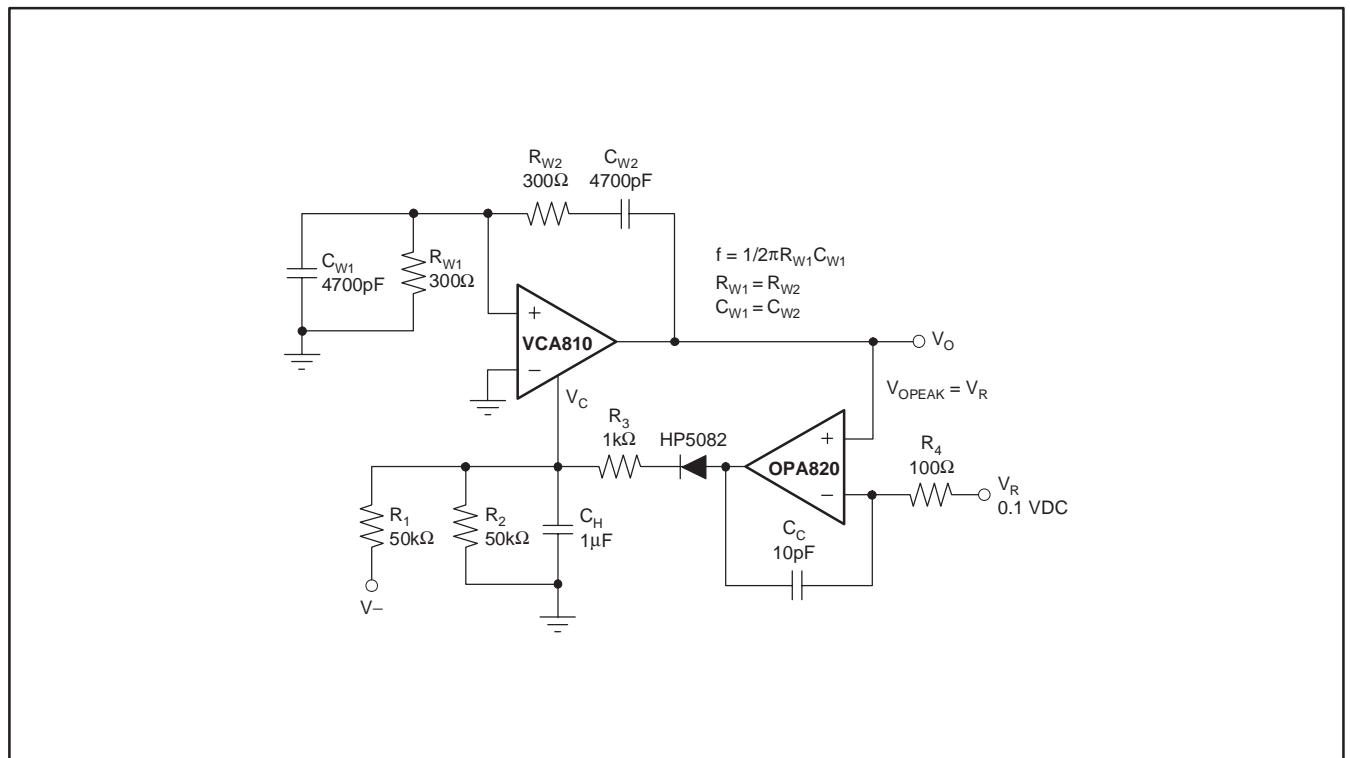 R_W2
300Ω
C_W2
4700pF
C_W1
4700pF
R_W1
300Ω
f = 1/2πR_W1C_W1
R_W1 = R_W2
C_W1 = C_W2
+
VCA810
−
V_O
V_C
V_OPEAK = V_R
R_3
1kΩ
HP5082
+
OPA820
−
R_4
100Ω
V_R
0.1 VDC
R_1
50kΩ
R_2
50kΩ
C_H
1μF
C_C
10pF
V−